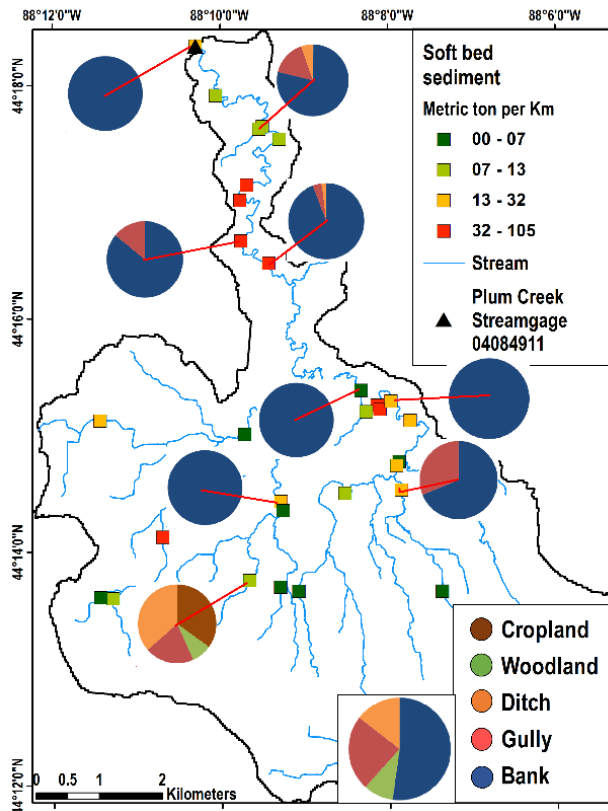 88°12'0"W 88°10'0"W 88°8'0"W 88°6'0"W
44°18'0"N
44°16'0"N
44°14'0"N
44°12'0"N
Soft bed
sediment
Metric ton per Km
00 - 07
07 - 13
13 - 32
32 - 105
Stream
Plum Creek
Streamgage
04084911
Cropland
Woodland
Ditch
Gully
Bank
0 0.5 1 2
Kilometers